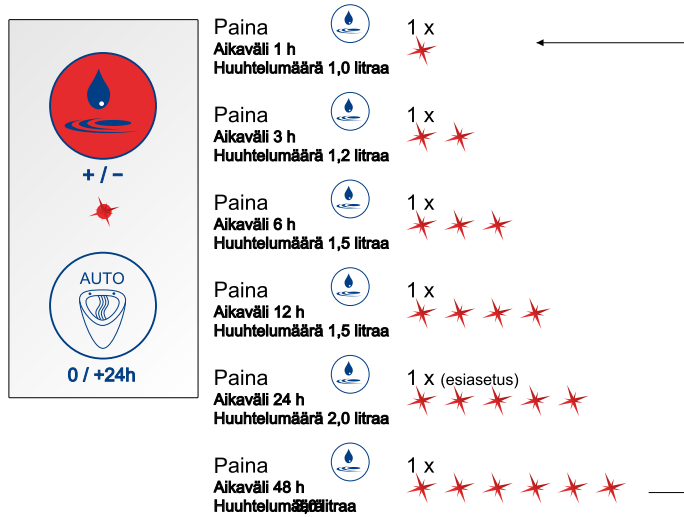 + / −
AUTO
0 / +24h
Paina 1 x
Aikaväli 1 h
Huuhtelumäärä 1,0 litraa
Paina 1 x
Aikaväli 3 h
Huuhtelumäärä 1,2 litraa
Paina 1 x
Aikaväli 6 h
Huuhtelumäärä 1,5 litraa
Paina 1 x
Aikaväli 12 h
Huuhtelumäärä 1,5 litraa
Paina 1 x (esiasetus)
Aikaväli 24 h
Huuhtelumäärä 2,0 litraa
Paina 1 x
Aikaväli 48 h
Huuhtelumäärä litraa